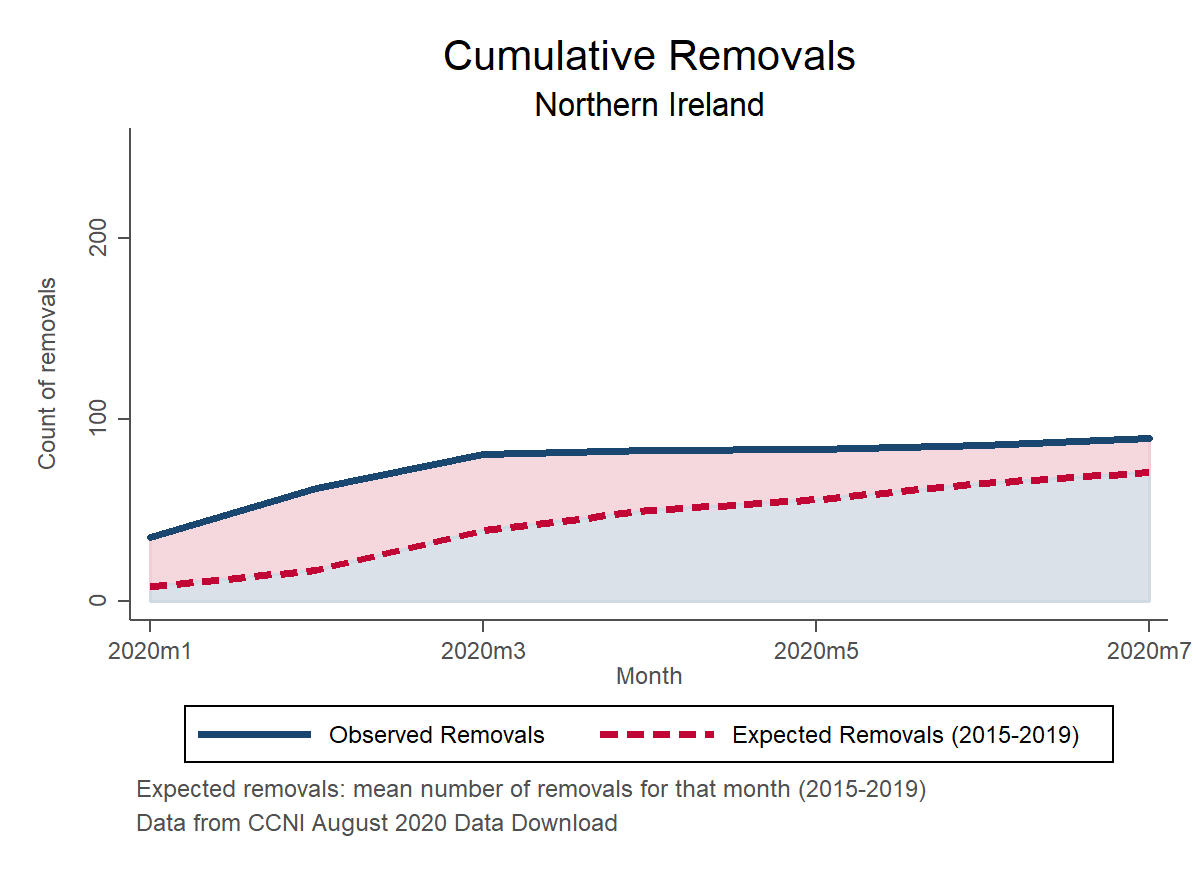 Cumulative Removals
Northern Ireland
200
100
0
Count of removals
2020m1 2020m3 2020m5 2020m7
Month
Observed Removals Expected Removals (2015-2019)
Expected removals: mean number of removals for that month (2015-2019)
Data from CCNI August 2020 Data Download